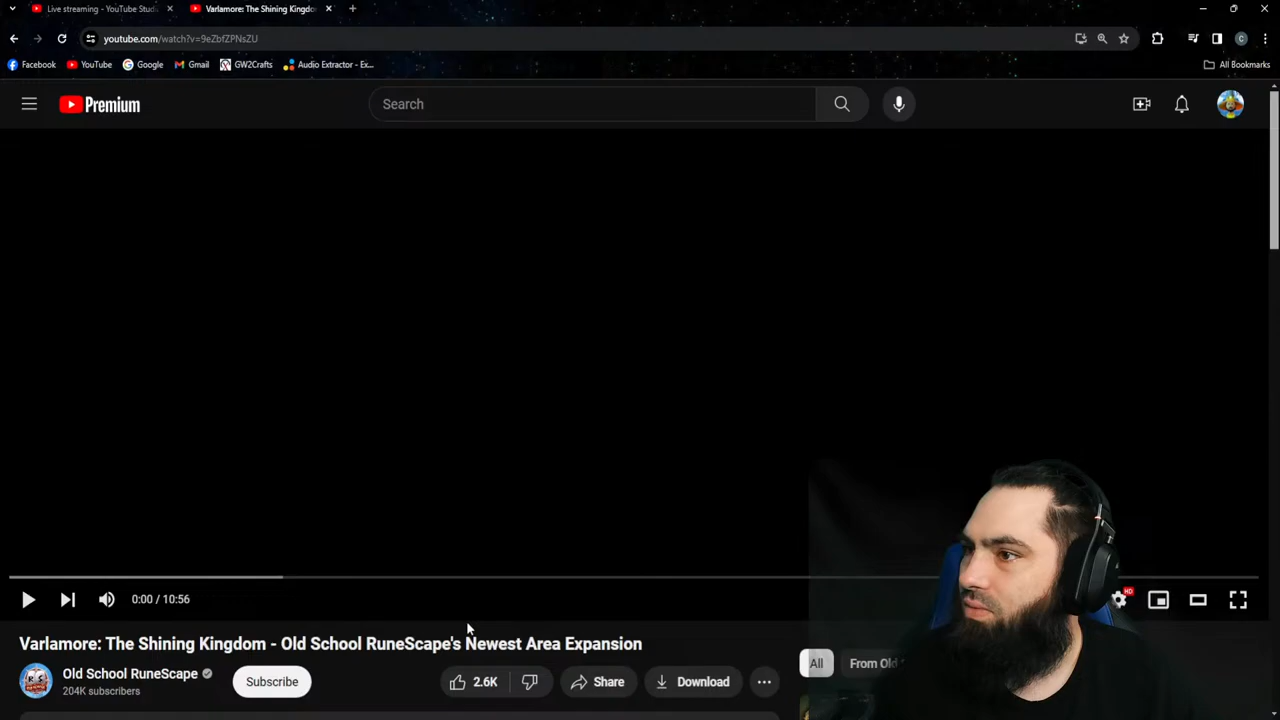 Live streaming - YouTube Stud
Varlamore: The Shining Kingdo
youtube.com/watch?v=9eZbfZPNsZU
Facebook
YouTube
Google
Gmail
GW2Crafts
Audio Extractor - Ex...
All Bookmarks
Premium
Search
0:00 / 10:56
HD
Varlamore: The Shining Kingdom - Old School RuneScape's Newest Area Expansion
Old School RuneScape
204K subscribers
Subscribe
2.6K
Share
Download
All
From Old